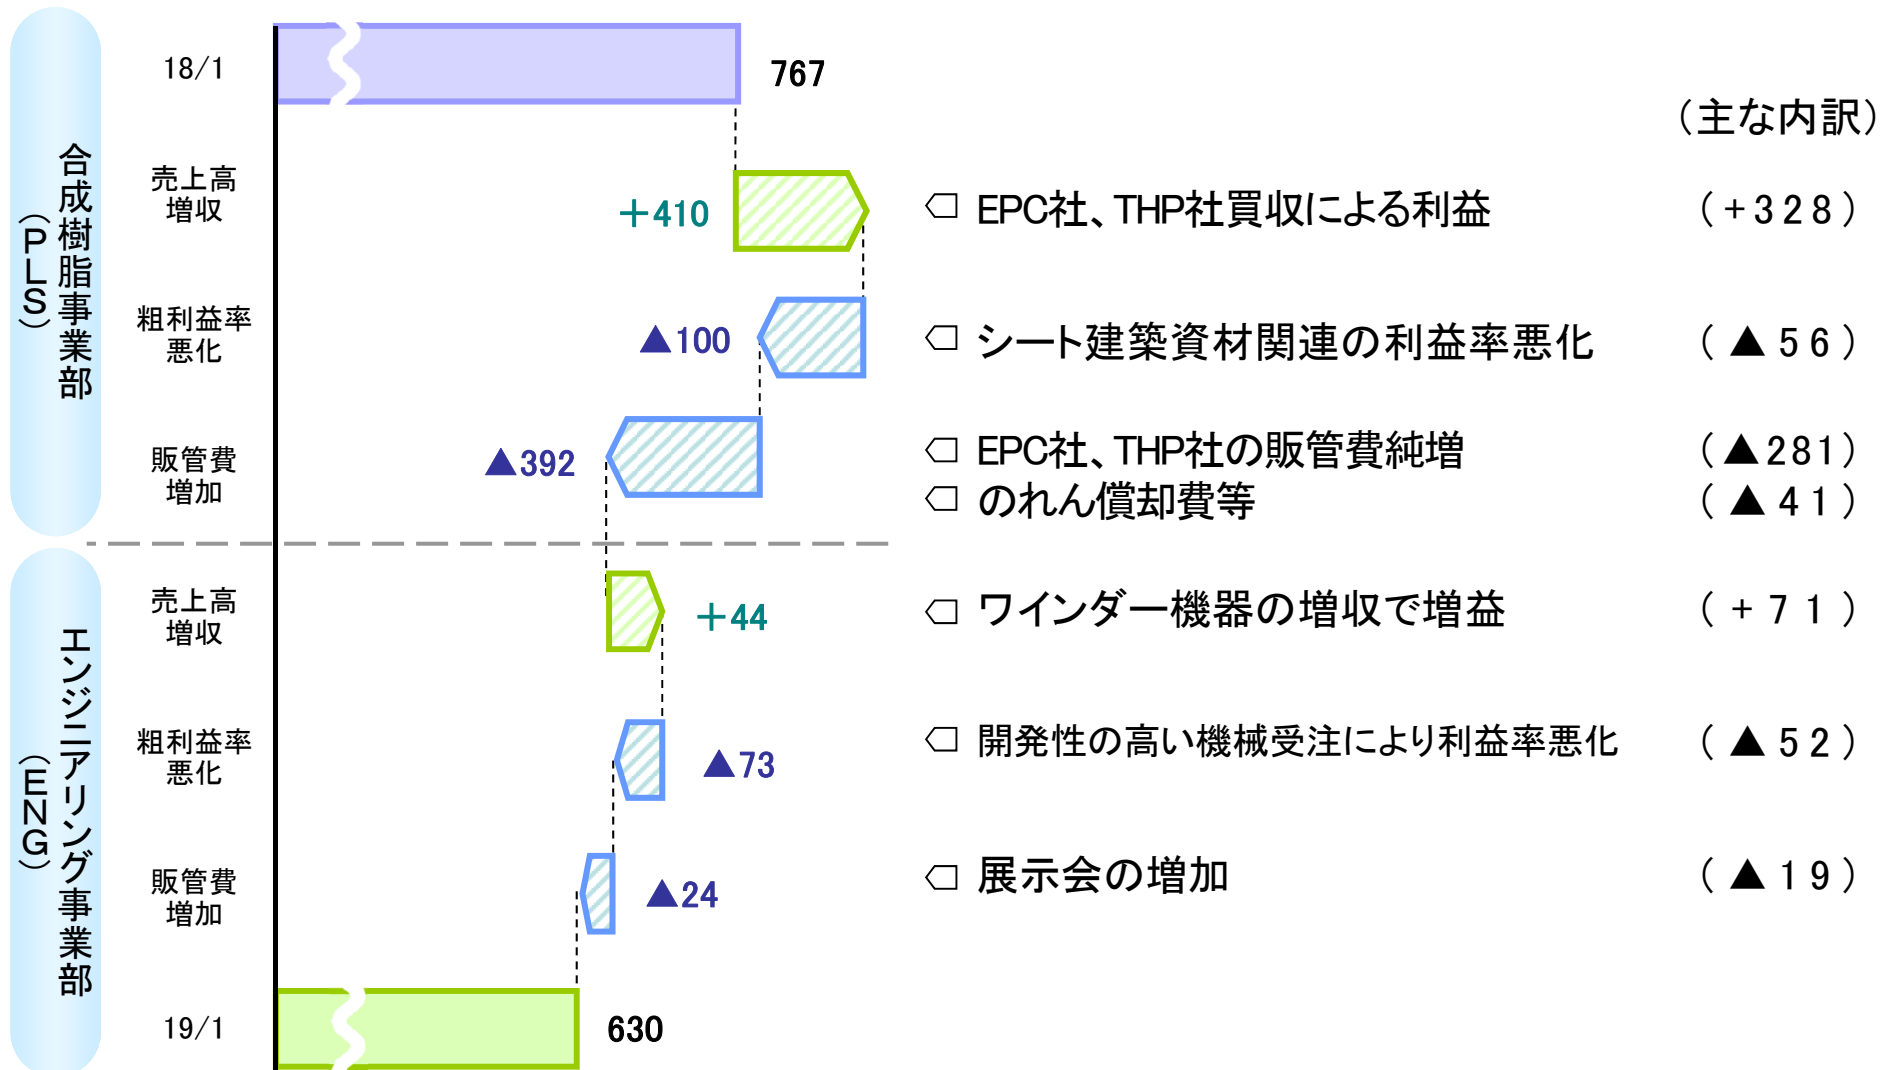 合成樹脂事業部
（PLS）
18/1
767
（主な内訳）
売上高
増収
＋410
EPC社、THP社買収による利益
（+328）
粗利益率
悪化
▲100
シート建築資材関連の利益率悪化
（▲56）
販管費
増加
▲392
EPC社、THP社の販管費純増
（▲281）
のれん償却費等
（▲41）
エンジニアリング事業部
（ENG）
売上高
増収
＋44
ワインダー機器の増収で増益
（+71）
粗利益率
悪化
▲73
開発性の高い機械受注により利益率悪化
（▲52）
販管費
増加
▲24
展示会の増加
（▲19）
19/1
630